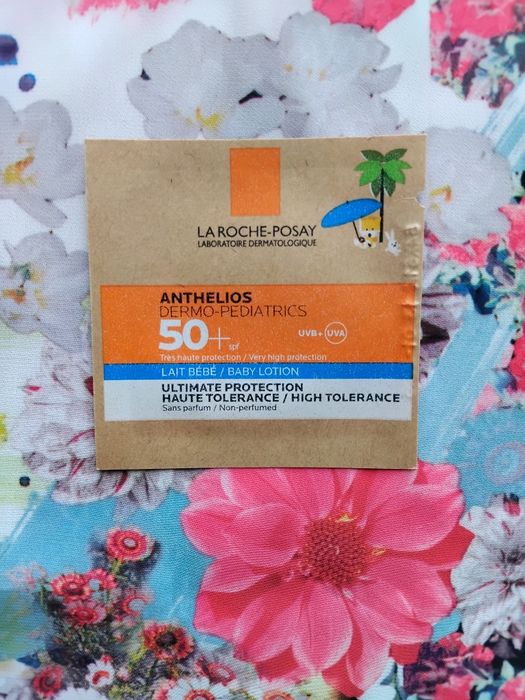 LA ROCHE-POSAY
LABORATOIRE DERMATOLOGIQUE
ANTHELIOS
DERMO-PEDIATRICS
50+ spf
UVB+ UVA
Très haute protection / Very high protection
LAIT BÉBÉ / BABY LOTION
ULTIMATE PROTECTION
HAUTE TOLERANCE / HIGH TOLERANCE
Sans parfum / Non-perfumed